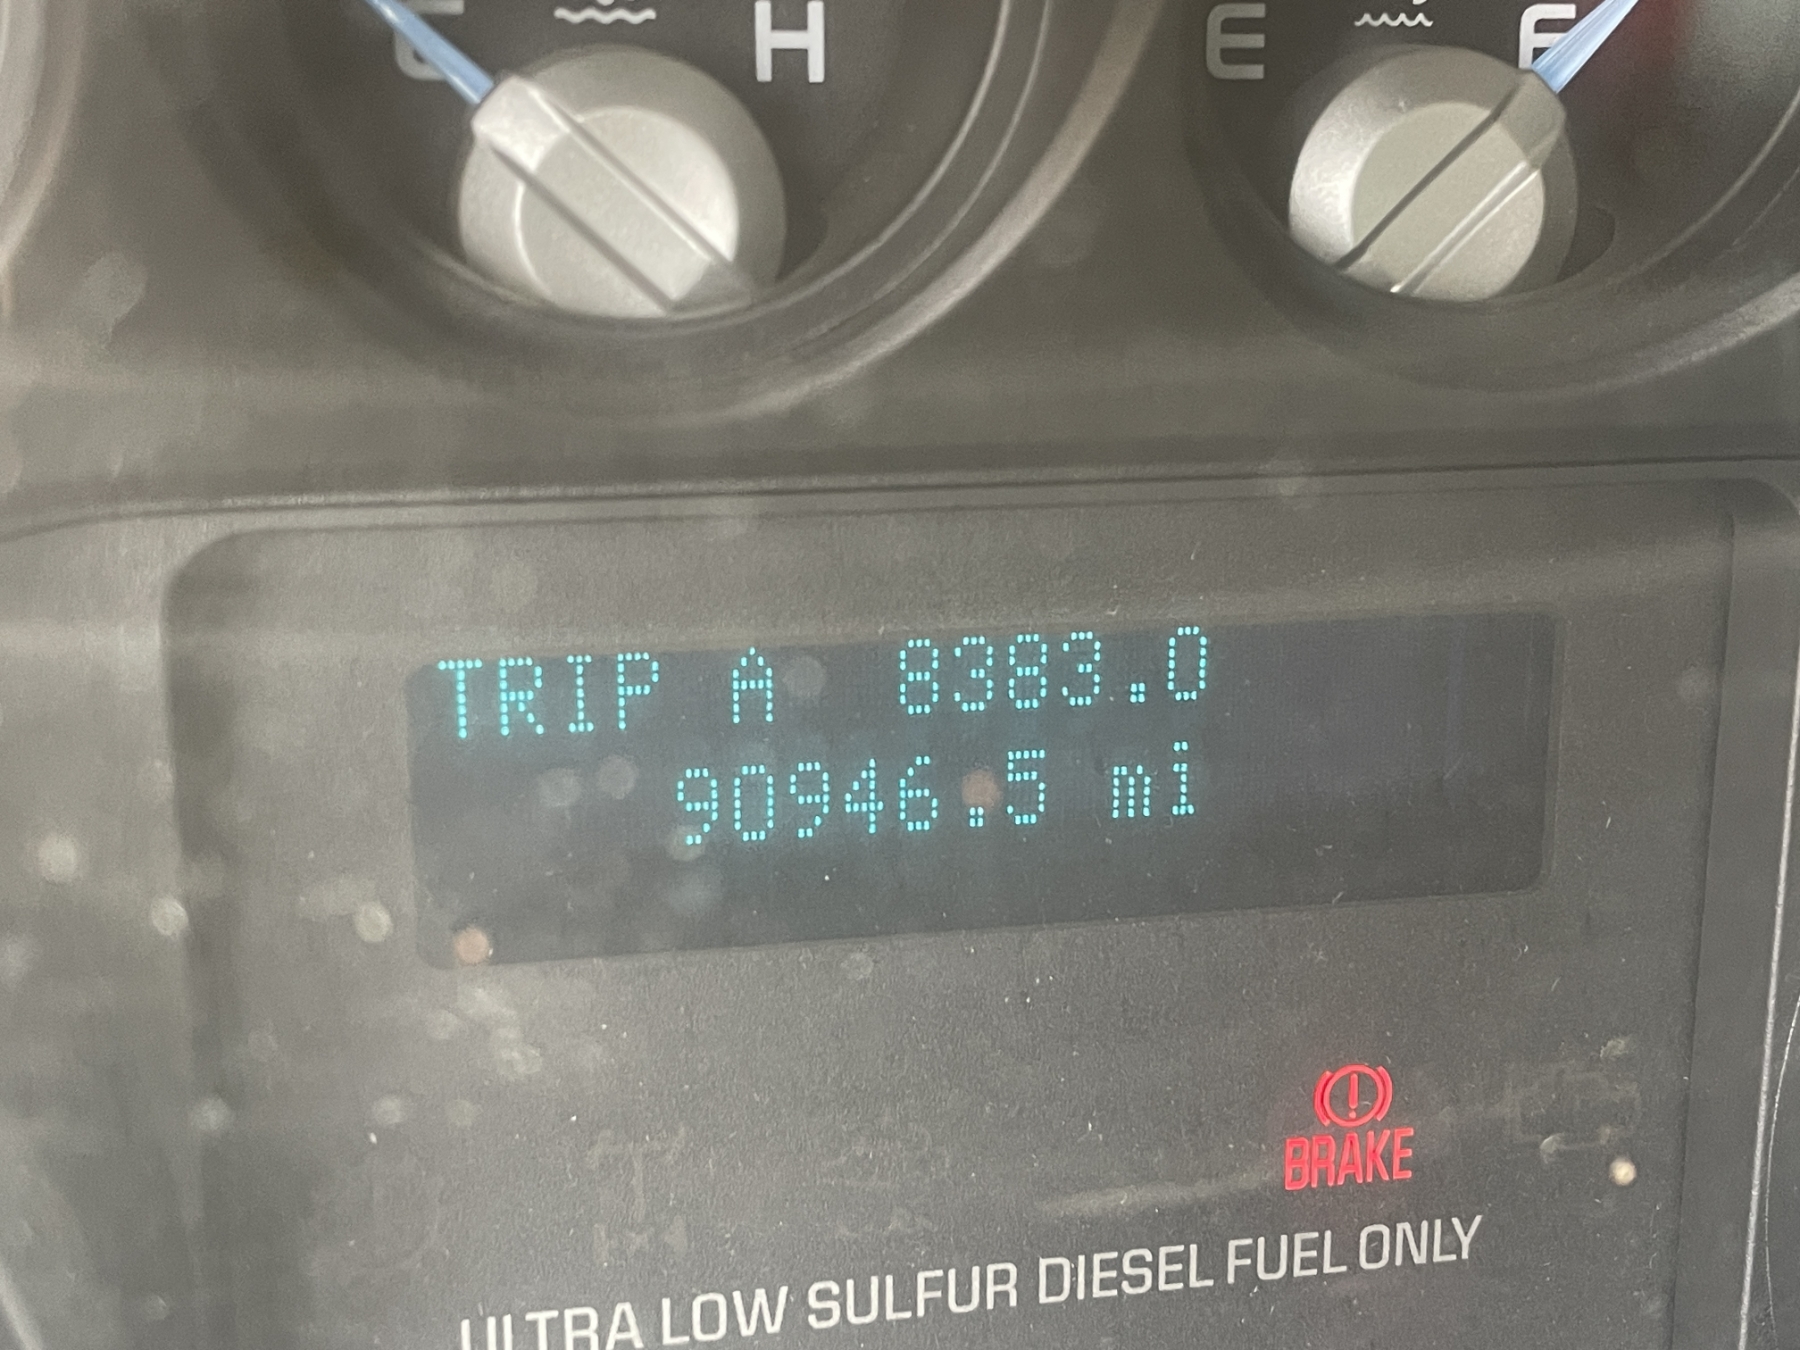 C H
E F
TRIP A 8383.0
90946.5 mi
BRAKE
ULTRA LOW SULFUR DIESEL FUEL ONLY